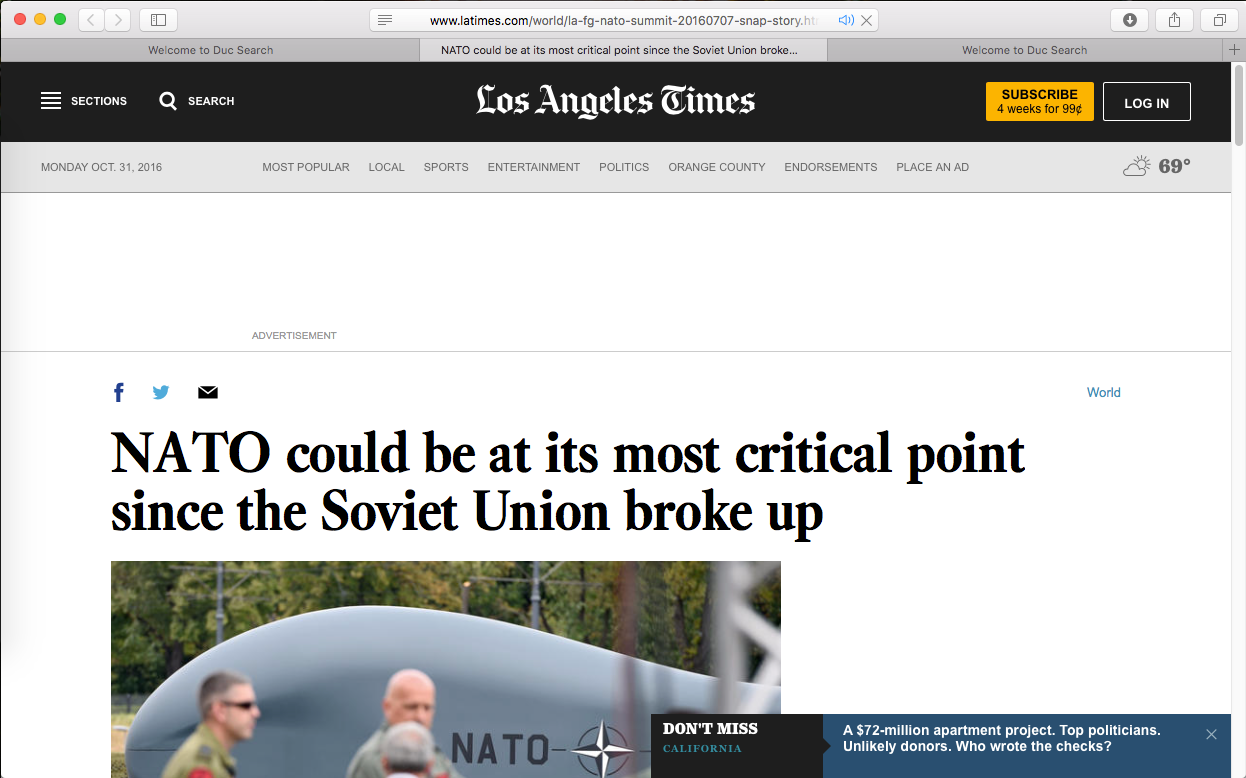 www.latimes.com/world/la-fg-nato-summit-20160707-snap-story.htm
Welcome to Duc Search
NATO could be at its most critical point since the Soviet Union broke...
Welcome to Duc Search
SECTIONS
SEARCH
Los Angeles Times
SUBSCRIBE
4 weeks for 99¢
LOG IN
MONDAY OCT. 31, 2016
MOST POPULAR LOCAL SPORTS ENTERTAINMENT POLITICS ORANGE COUNTY ENDORSEMENTS PLACE AN AD
69°
ADVERTISEMENT
World
NATO could be at its most critical point
since the Soviet Union broke up
NATO
DON'T MISS
CALIFORNIA
A $72-million apartment project. Top politicians.
Unlikely donors. Who wrote the checks?